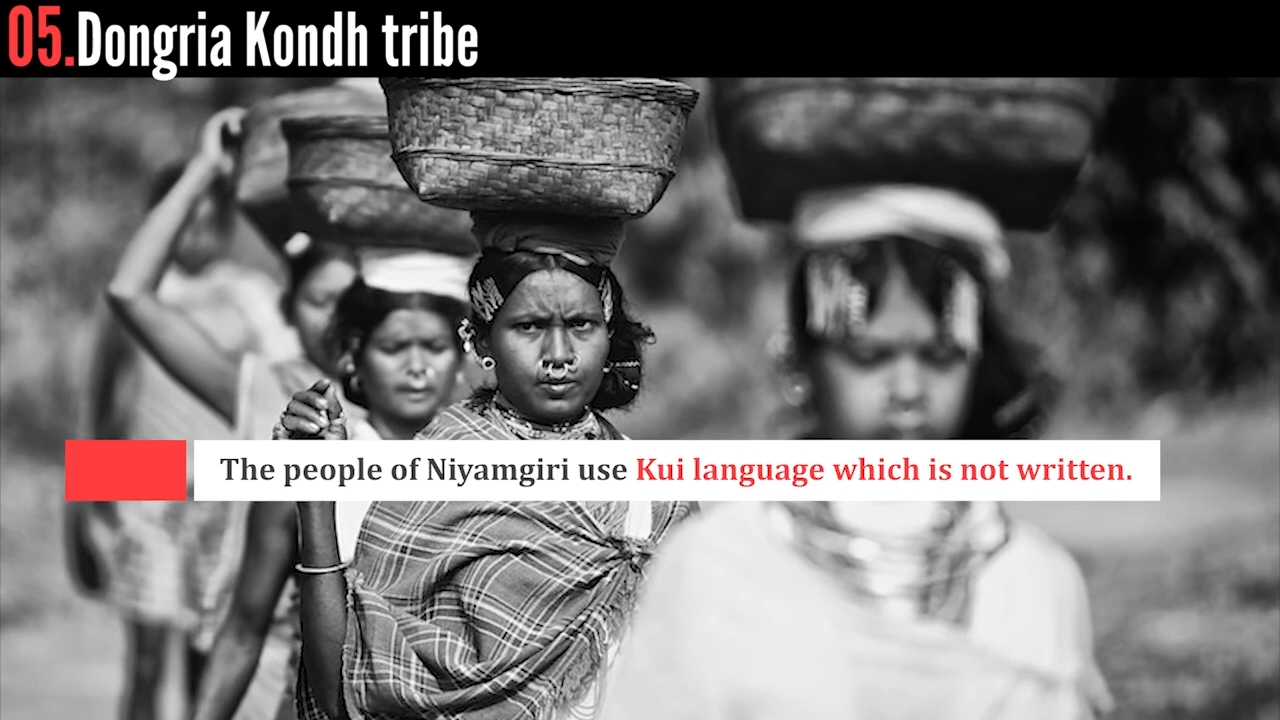 05.Dongria Kondh tribe
The people of Niyamgiri use Kui language which is not written.